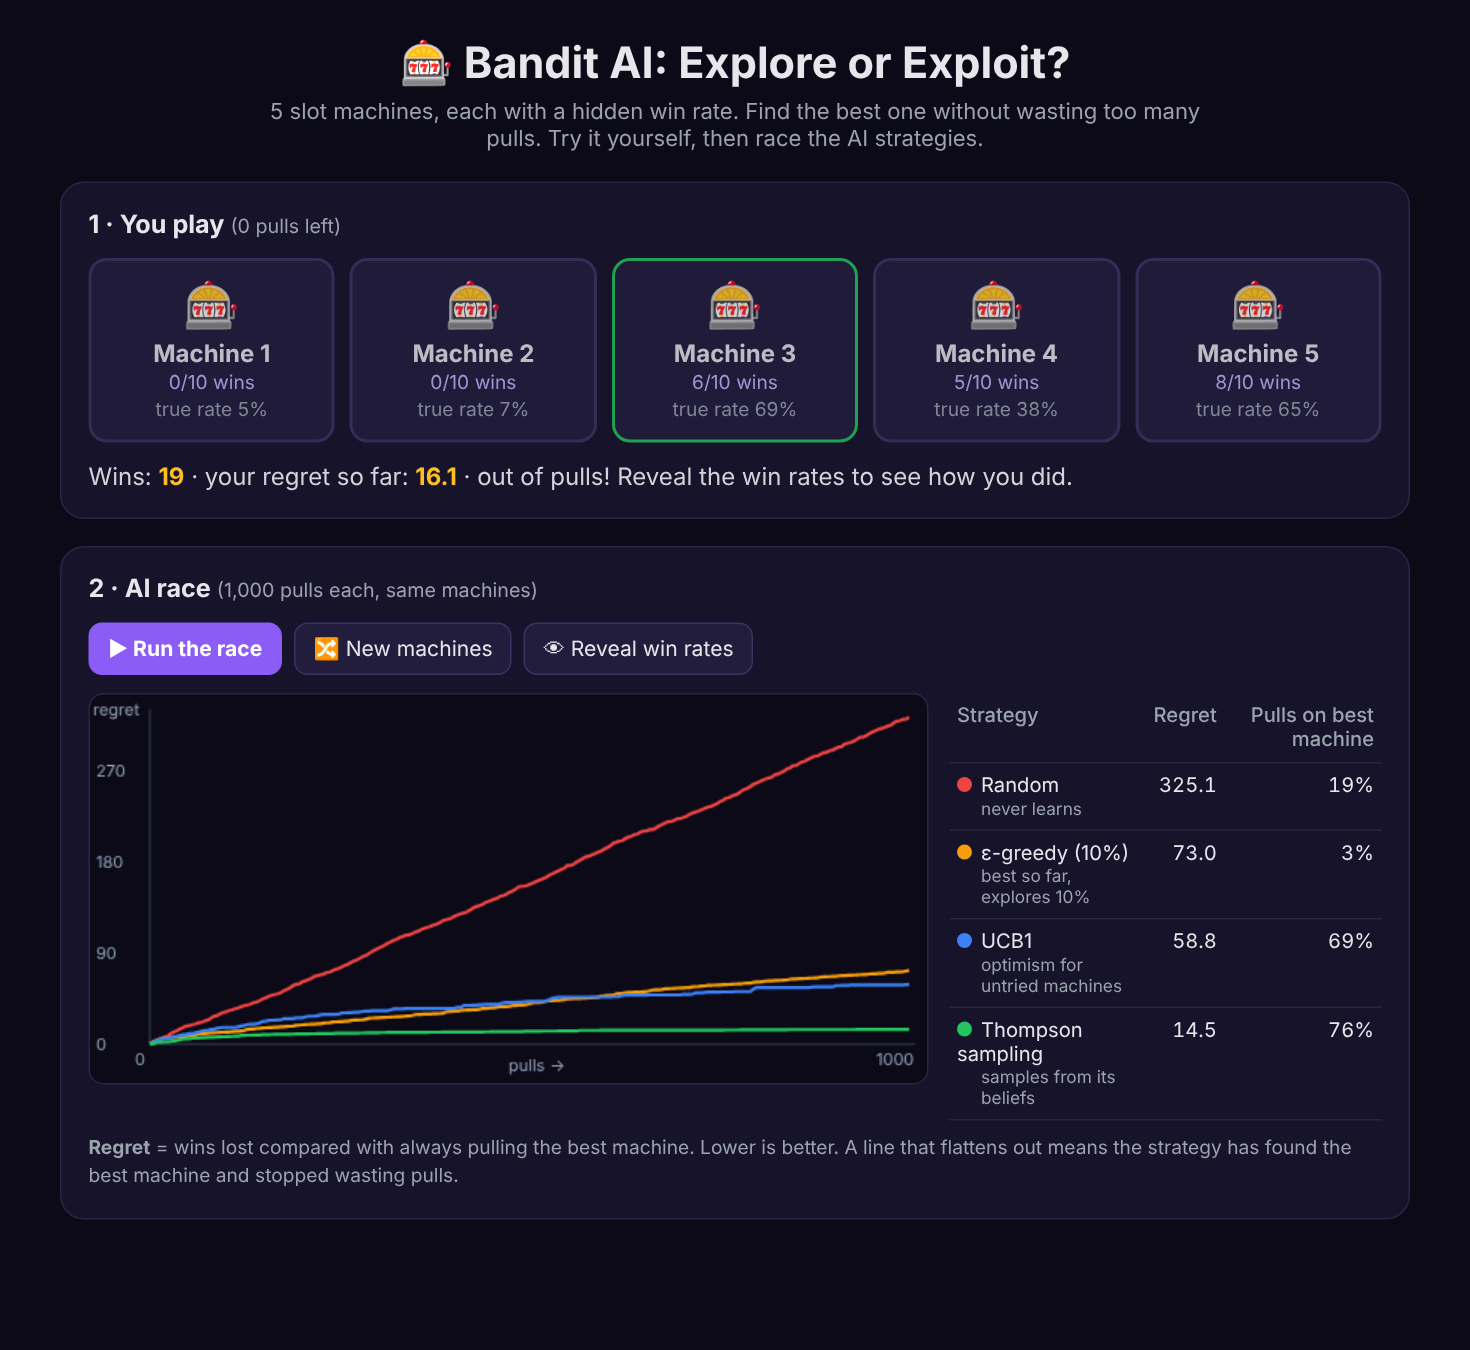 🎰 Bandit AI: Explore or Exploit?
5 slot machines, each with a hidden win rate. Find the best one without wasting too many
pulls. Try it yourself, then race the AI strategies.
1 · You play (0 pulls left)
777
Machine 1
0/10 wins
true rate 5%
777
Machine 2
0/10 wins
true rate 7%
777
Machine 3
6/10 wins
true rate 69%
777
Machine 4
5/10 wins
true rate 38%
777
Machine 5
8/10 wins
true rate 65%
Wins: 19 · your regret so far: 16.1 · out of pulls! Reveal the win rates to see how you did.
2 · AI race (1,000 pulls each, same machines)
▶ Run the race
🔀 New machines
👁 Reveal win rates
regret
270
180
90
0
0
pulls →
1000
Strategy Regret Pulls on best
machine
Random 325.1 19%
never learns
ε-greedy (10%) 73.0 3%
best so far,
explores 10%
UCB1 58.8 69%
optimism for
untried machines
Thompson 14.5 76%
sampling
samples from its
beliefs
Regret = wins lost compared with always pulling the best machine. Lower is better. A line that flattens out means the strategy has found the
best machine and stopped wasting pulls.